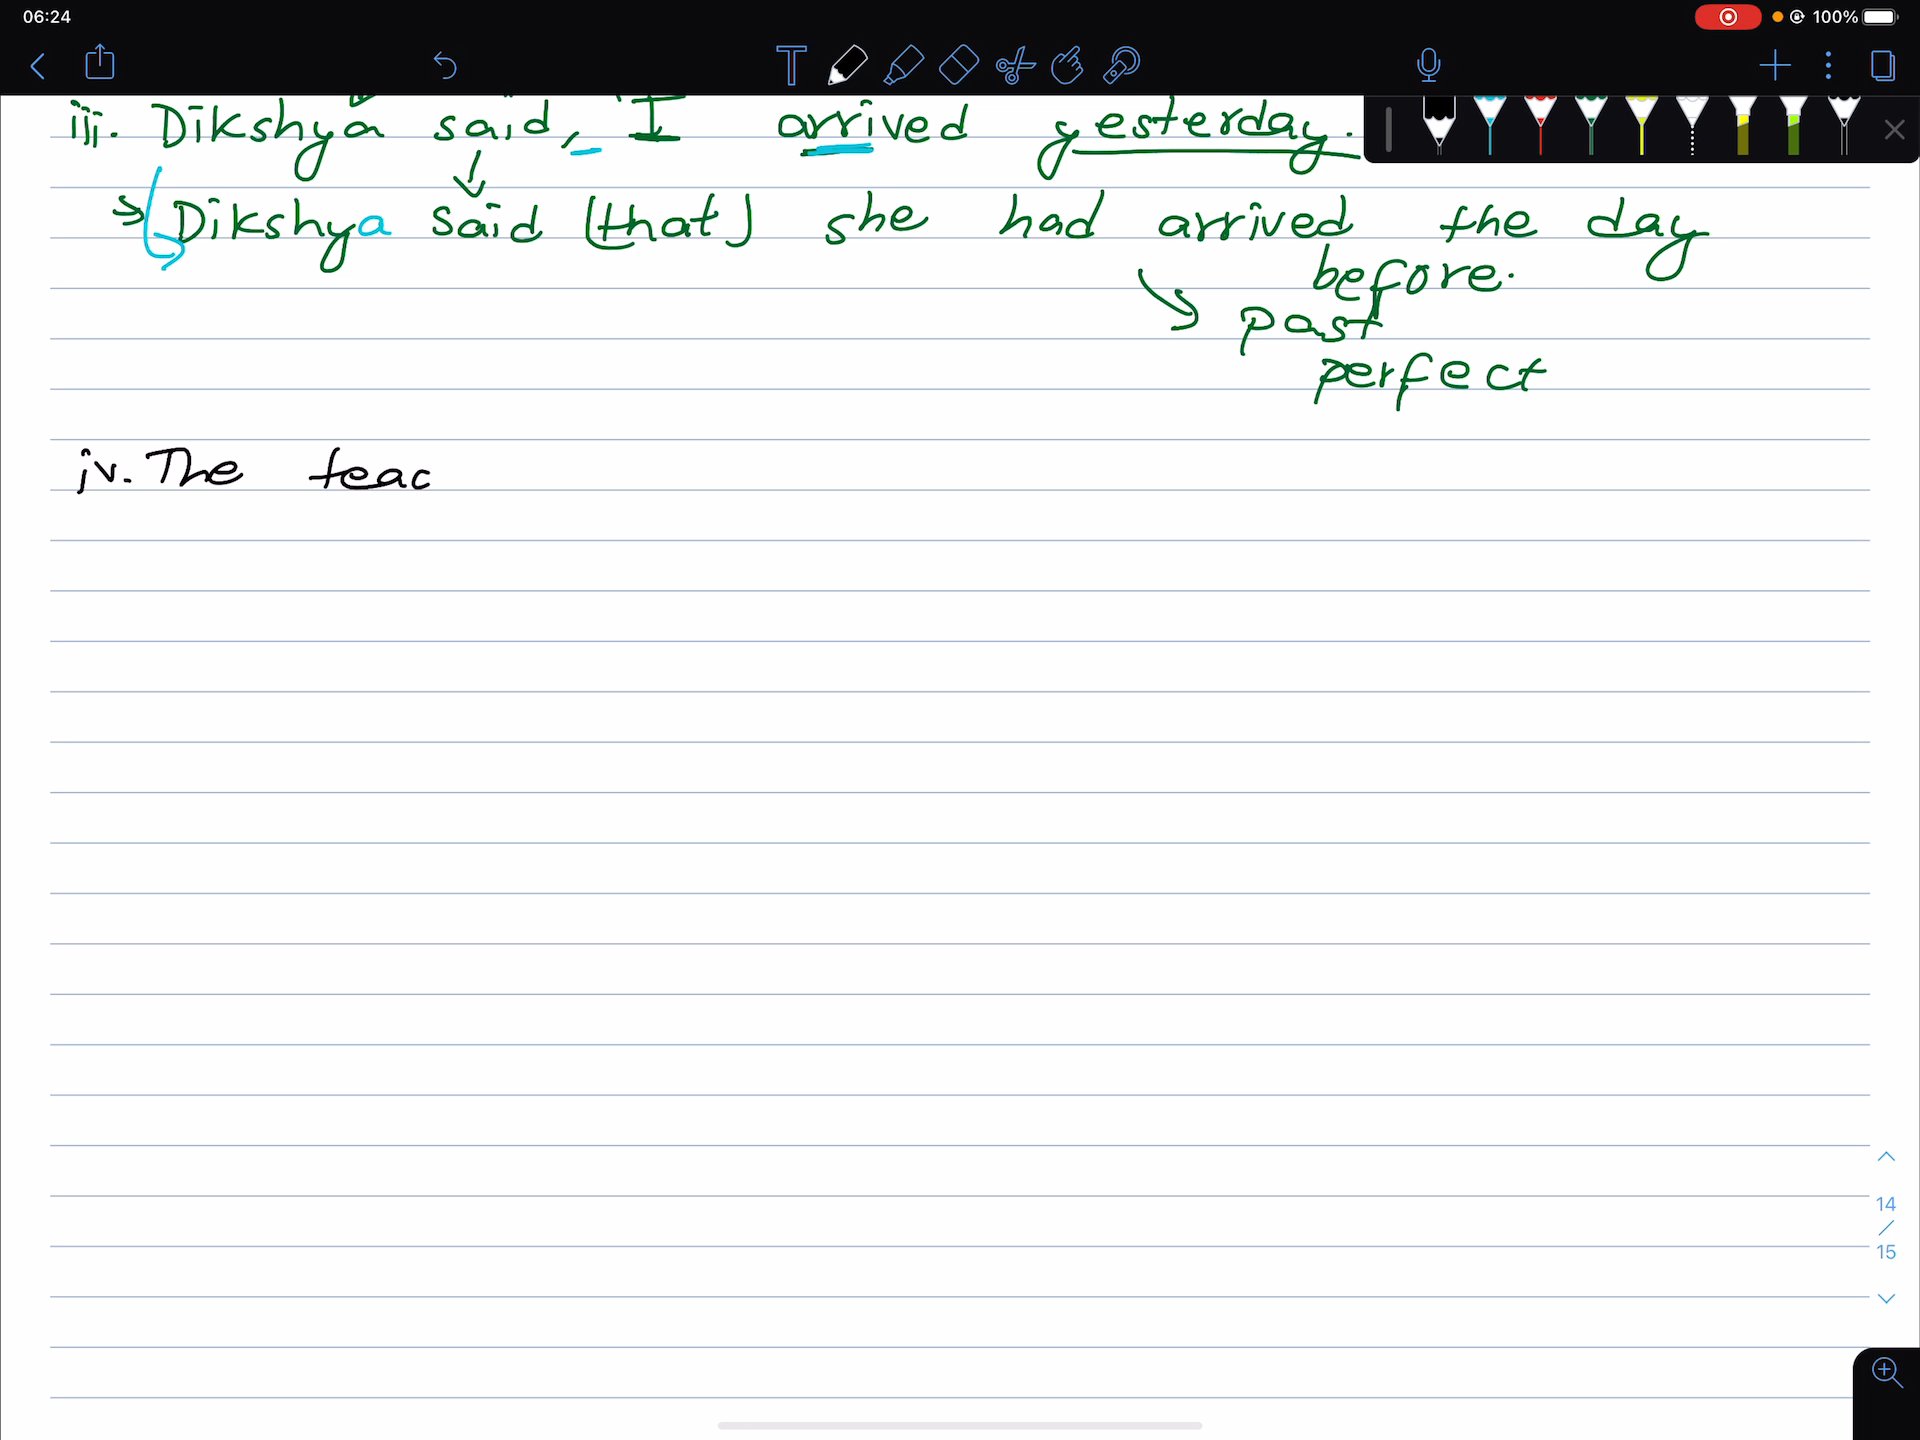 06:24
100%
iii. Dikshya said, "I arrived yesterday.
Dikshya said (that) she had arrived the day
before.
past
perfect
iv. The teac
14
/
15